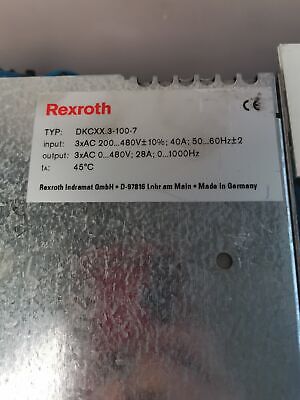 Rexroth
CE
TYP: DKCXX.3-100-7
input: 3xAC 200...480V±10%; 40A; 50...60Hz±2
output: 3xAC 0...480V; 28A; 0...1000Hz
tA: 45°C
Rexroth Indramat GmbH • D-97816 Lohr am Main • Made in Germany